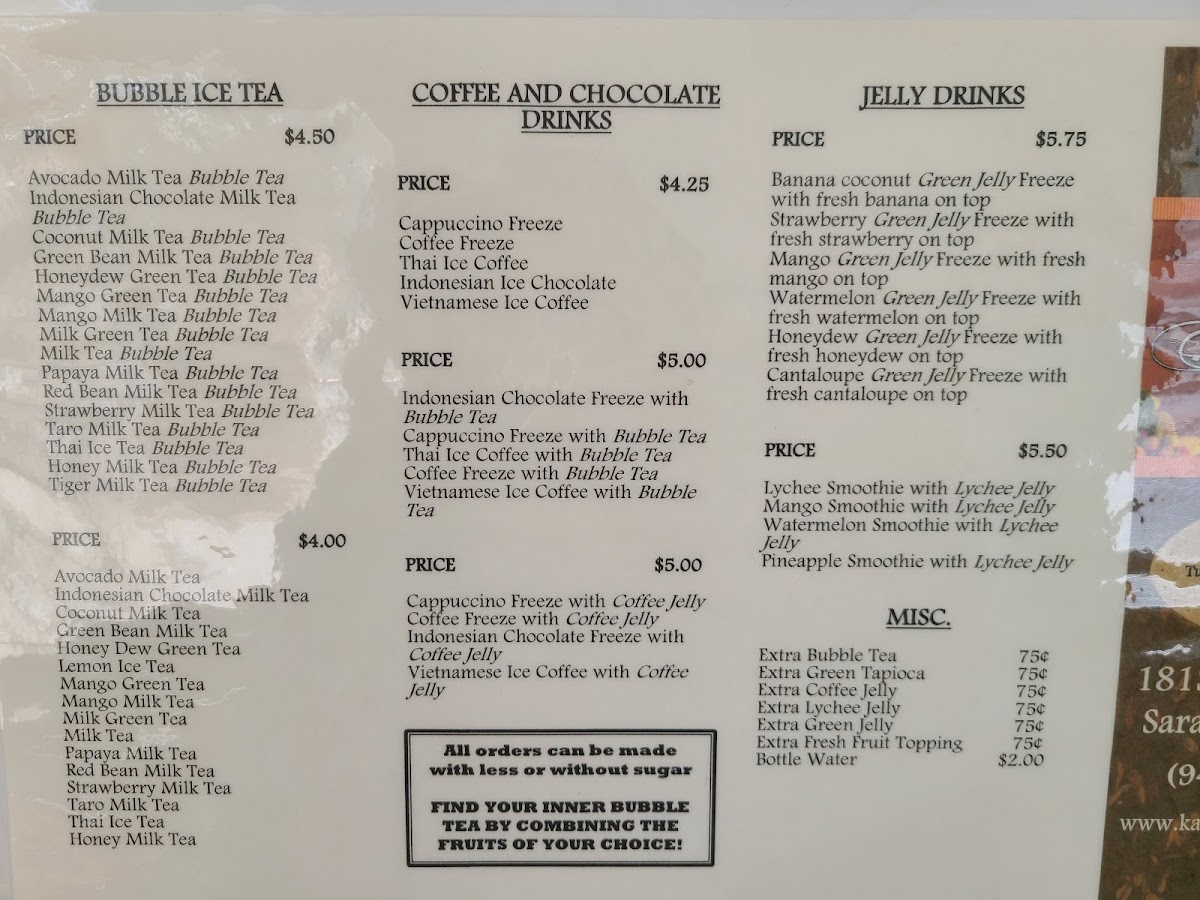 BUBBLE ICE TEA
PRICE $4.50
Avocado Milk Tea Bubble Tea
Indonesian Chocolate Milk Tea
Bubble Tea
Coconut Milk Tea Bubble Tea
Green Bean Milk Tea Bubble Tea
Honeydew Green Tea Bubble Tea
Mango Green Tea Bubble Tea
Mango Milk Tea Bubble Tea
Milk Green Tea Bubble Tea
Milk Tea Bubble Tea
Papaya Milk Tea Bubble Tea
Red Bean Milk Tea Bubble Tea
Strawberry Milk Tea Bubble Tea
Taro Milk Tea Bubble Tea
Thai Ice Tea Bubble Tea
Honey Milk Tea Bubble Tea
Tiger Milk Tea Bubble Tea
PRICE $4.00
Avocado Milk Tea
Indonesian Chocolate Milk Tea
Coconut Milk Tea
Green Bean Milk Tea
Honey Dew Green Tea
Lemon Ice Tea
Mango Green Tea
Mango Milk Tea
Milk Green Tea
Milk Tea
Papaya Milk Tea
Red Bean Milk Tea
Strawberry Milk Tea
Taro Milk Tea
Thai Ice Tea
Honey Milk Tea
COFFEE AND CHOCOLATE
DRINKS
PRICE $4.25
Cappuccino Freeze
Coffee Freeze
Thai Ice Coffee
Indonesian Ice Chocolate
Vietnamese Ice Coffee
PRICE $5.00
Indonesian Chocolate Freeze with
Bubble Tea
Cappuccino Freeze with Bubble Tea
Thai Ice Coffee with Bubble Tea
Coffee Freeze with Bubble Tea
Vietnamese Ice Coffee with Bubble
Tea
PRICE $5.00
Cappuccino Freeze with Coffee Jelly
Coffee Freeze with Coffee Jelly
Indonesian Chocolate Freeze with
Coffee Jelly
Vietnamese Ice Coffee with Coffee
Jelly
All orders can be made
with less or without sugar
FIND YOUR INNER BUBBLE
TEA BY COMBINING THE
FRUITS OF YOUR CHOICE!
JELLY DRINKS
PRICE $5.75
Banana coconut Green Jelly Freeze
with fresh banana on top
Strawberry Green Jelly Freeze with
fresh strawberry on top
Mango Green Jelly Freeze with fresh
mango on top
Watermelon Green Jelly Freeze with
fresh watermelon on top
Honeydew Green Jelly Freeze with
fresh honeydew on top
Cantaloupe Green Jelly Freeze with
fresh cantaloupe on top
PRICE $5.50
Lychee Smoothie with Lychee Jelly
Mango Smoothie with Lychee Jelly
Watermelon Smoothie with Lychee
Jelly
Pineapple Smoothie with Lychee Jelly
MISC.
Extra Bubble Tea 75¢
Extra Green Tapioca 75¢
Extra Coffee Jelly 75¢
Extra Lychee Jelly 75¢
Extra Green Jelly 75¢
Extra Fresh Fruit Topping 75¢
Bottle Water $2.00